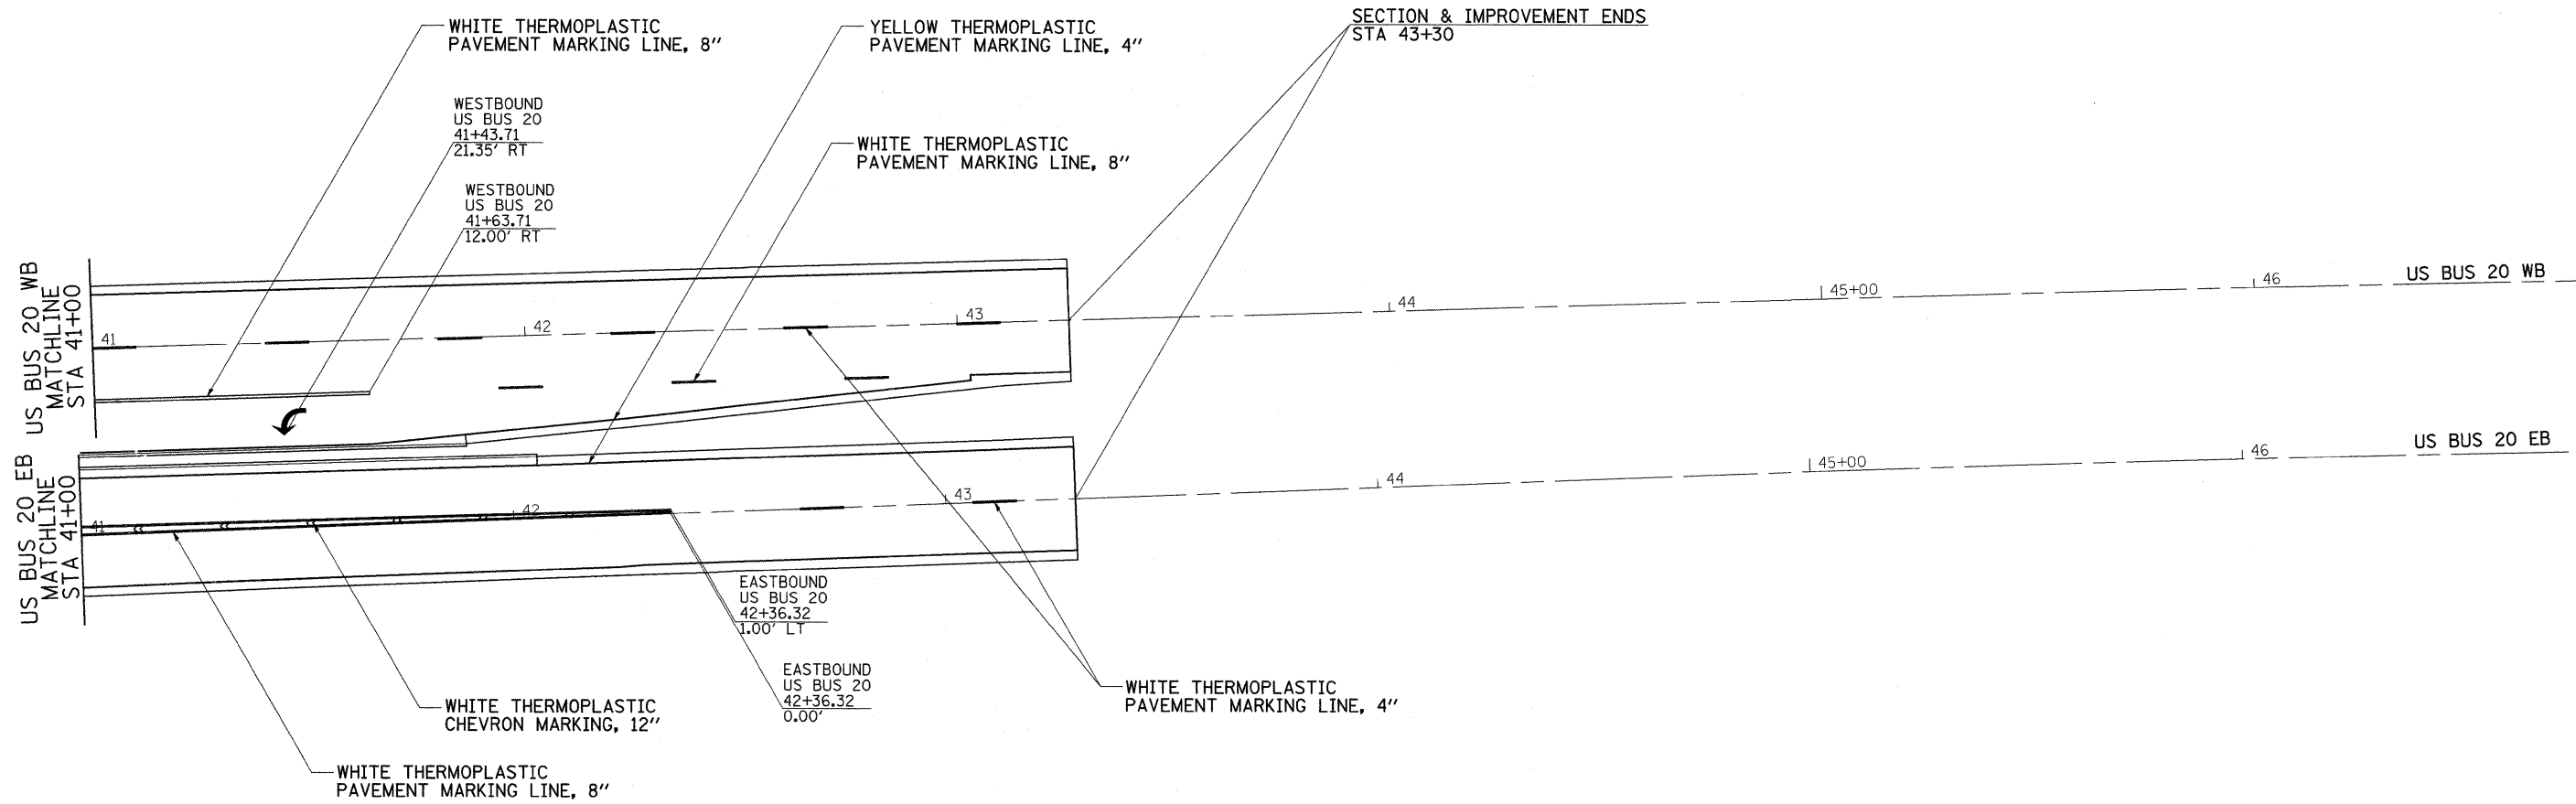 WHITE THERMOPLASTIC
PAVEMENT MARKING LINE, 8"
YELLOW THERMOPLASTIC
PAVEMENT MARKING LINE, 4"
SECTION & IMPROVEMENT ENDS
STA 43+30
WESTBOUND
US BUS 20
41+43.71
21.35' RT
WHITE THERMOPLASTIC
PAVEMENT MARKING LINE, 8"
WESTBOUND
US BUS 20
41+63.71
12.00' RT
US BUS 20 WB
MATCHLINE
STA 41+00
41
42
43
44
45+00
46
US BUS 20 WB
US BUS 20 EB
MATCHLINE
STA 41+00
41
42
43
44
45+00
46
US BUS 20 EB
EASTBOUND
US BUS 20
42+36.32
1.00' LT
EASTBOUND
US BUS 20
42+36.32
0.00'
WHITE THERMOPLASTIC
PAVEMENT MARKING LINE, 4"
WHITE THERMOPLASTIC
CHEVRON MARKING, 12"
WHITE THERMOPLASTIC
PAVEMENT MARKING LINE, 8"